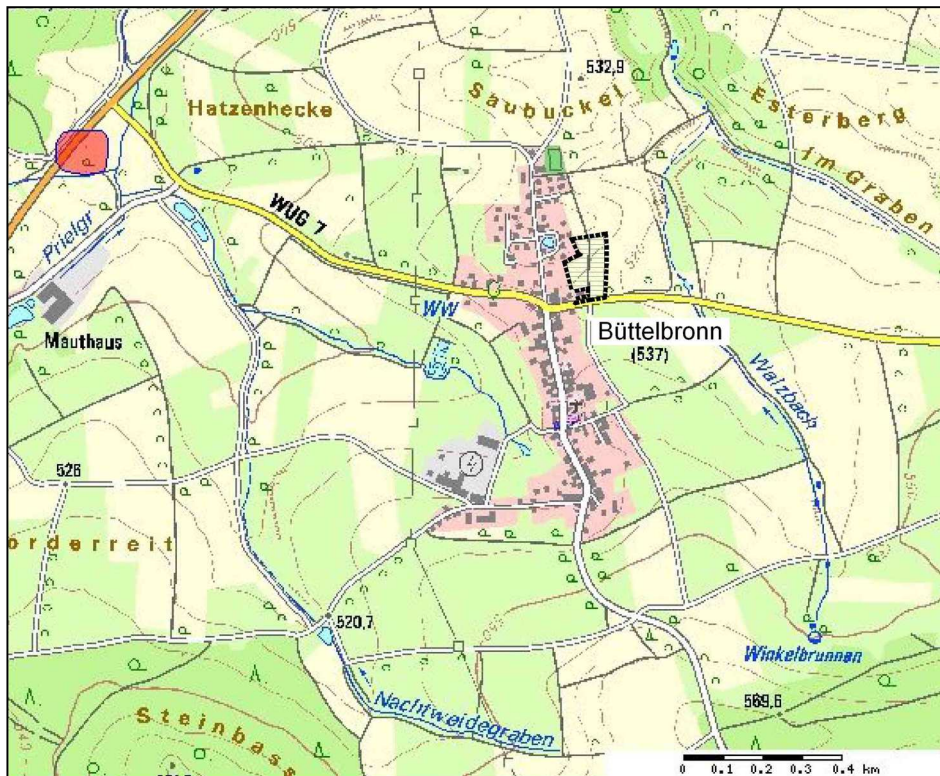 532,9
Hatzenhecke
Saubuckel
Esterberg
Im Graben
WUG 7
Prielgr
WW
Mauthaus
Büttelbronn
(537)
Walzbach
526
orderreit
520,7
Winkelbrunnen
569,6
Nachtweidegraben
Steinbass
0 0.1 0.2 0.3 0.4 km